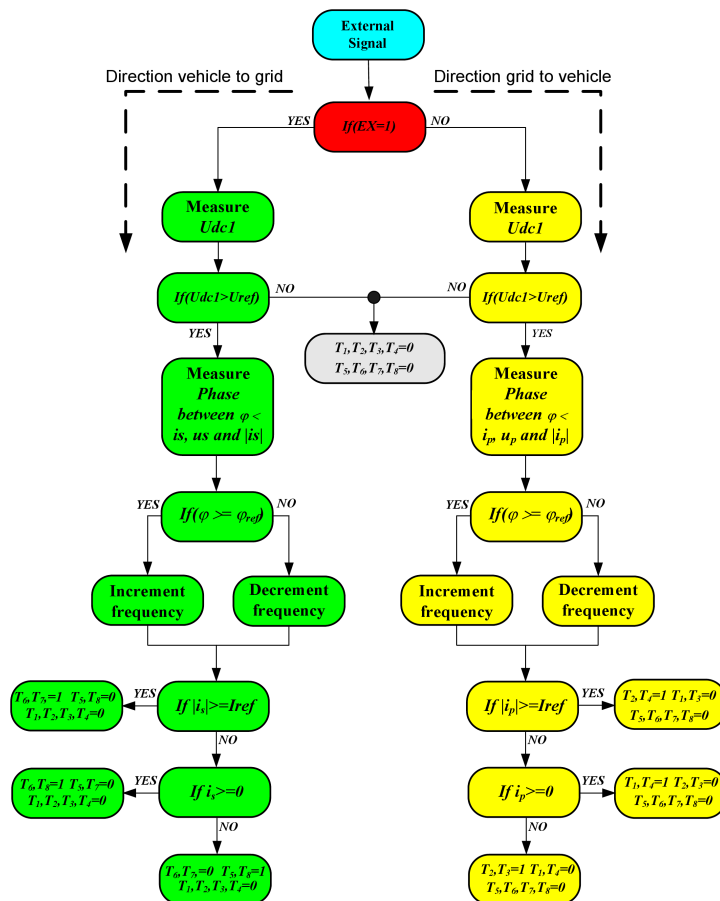 External
Signal
Direction vehicle to grid
Direction grid to vehicle
YES
If(EX=1)
NO
Measure
Udc1
Measure
Udc1
If(Udc1>Uref)
NO
NO
If(Udc1>Uref)
YES
YES
T1,T2,T3,T4=0
T5,T6,T7,T8=0
Measure
Phase
between φ <
is, us and |is|
Measure
Phase
between φ <
ip, up and |ip|
YES
If(φ >= φref)
NO
YES
If(φ >= φref)
NO
Increment
frequency
Decrement
frequency
Increment
frequency
Decrement
frequency
T6,T7,=1 T5,T8=0
T1,T2,T3,T4=0
YES
If |is|>=Iref
NO
If |ip|>=Iref
YES
T2,T4=1 T1,T3=0
T5,T6,T7,T8=0
NO
T6,T8=1 T5,T7=0
T1,T2,T3,T4=0
YES
If is>=0
NO
If ip>=0
YES
T1,T4=1 T2,T3=0
T5,T6,T7,T8=0
NO
T6,T7,=0 T5,T8=1
T1,T2,T3,T4=0
T2,T3=1 T1,T4=0
T5,T6,T7,T8=0